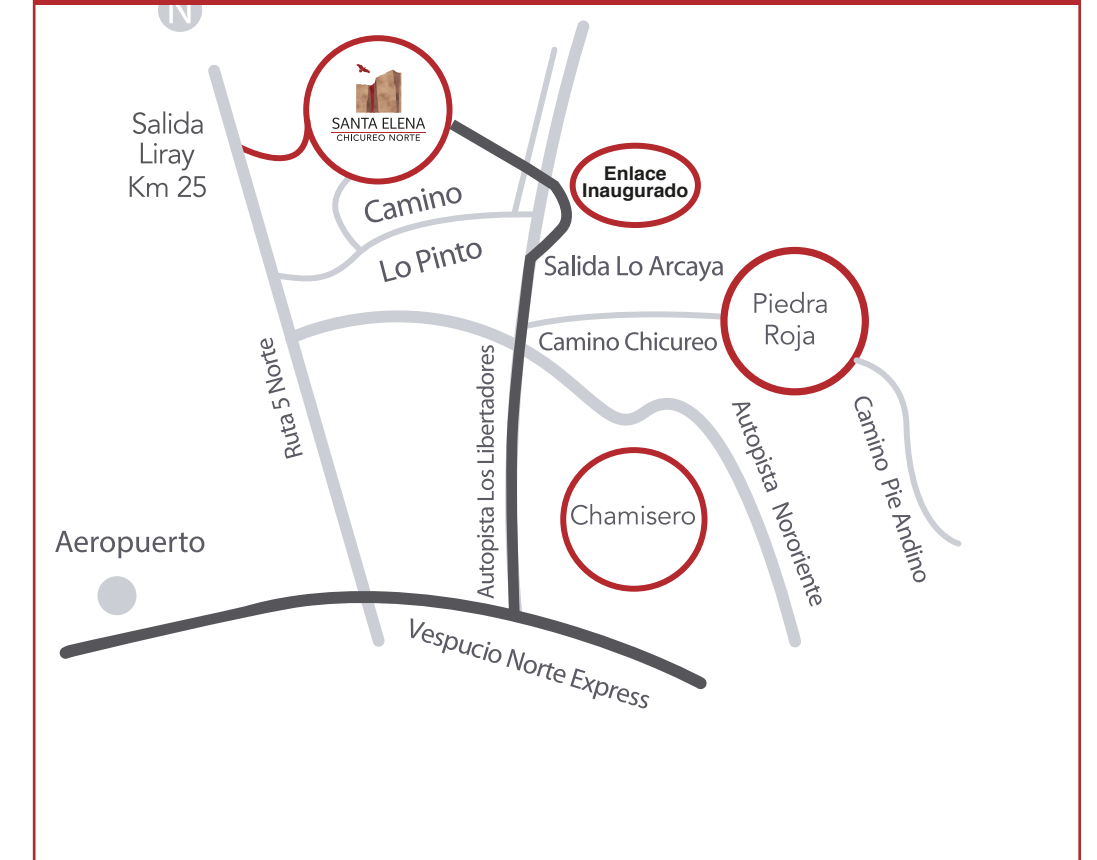 N
Salida
Liray
Km 25
SANTA ELENA
CHICUREO NORTE
Enlace
Inaugurado
Camino
Lo Pinto
Salida Lo Arcaya
Piedra
Roja
Camino Chicureo
Ruta 5 Norte
Autopista Los Libertadores
Autopista Nororiente
Camino Pie Andino
Chamisero
Aeropuerto
Vespucio Norte Express